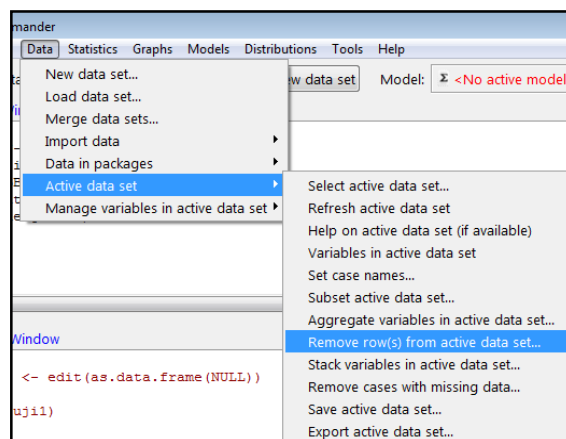 mander
Data Statistics Graphs Models Distributions Tools Help
New data set...
Load data set...
Merge data sets...
Import data
Data in packages
Active data set
Manage variables in active data set
data set Model: Σ <No active model
Select active data set...
Refresh active data set
Help on active data set (if available)
Variables in active data set
Set case names...
Subset active data set...
Aggregate variables in active data set...
Remove row(s) from active data set...
Stack variables in active data set...
Remove cases with missing data...
Save active data set...
Export active data set...
Window
<- edit(as.data.frame(NULL))
uji1)